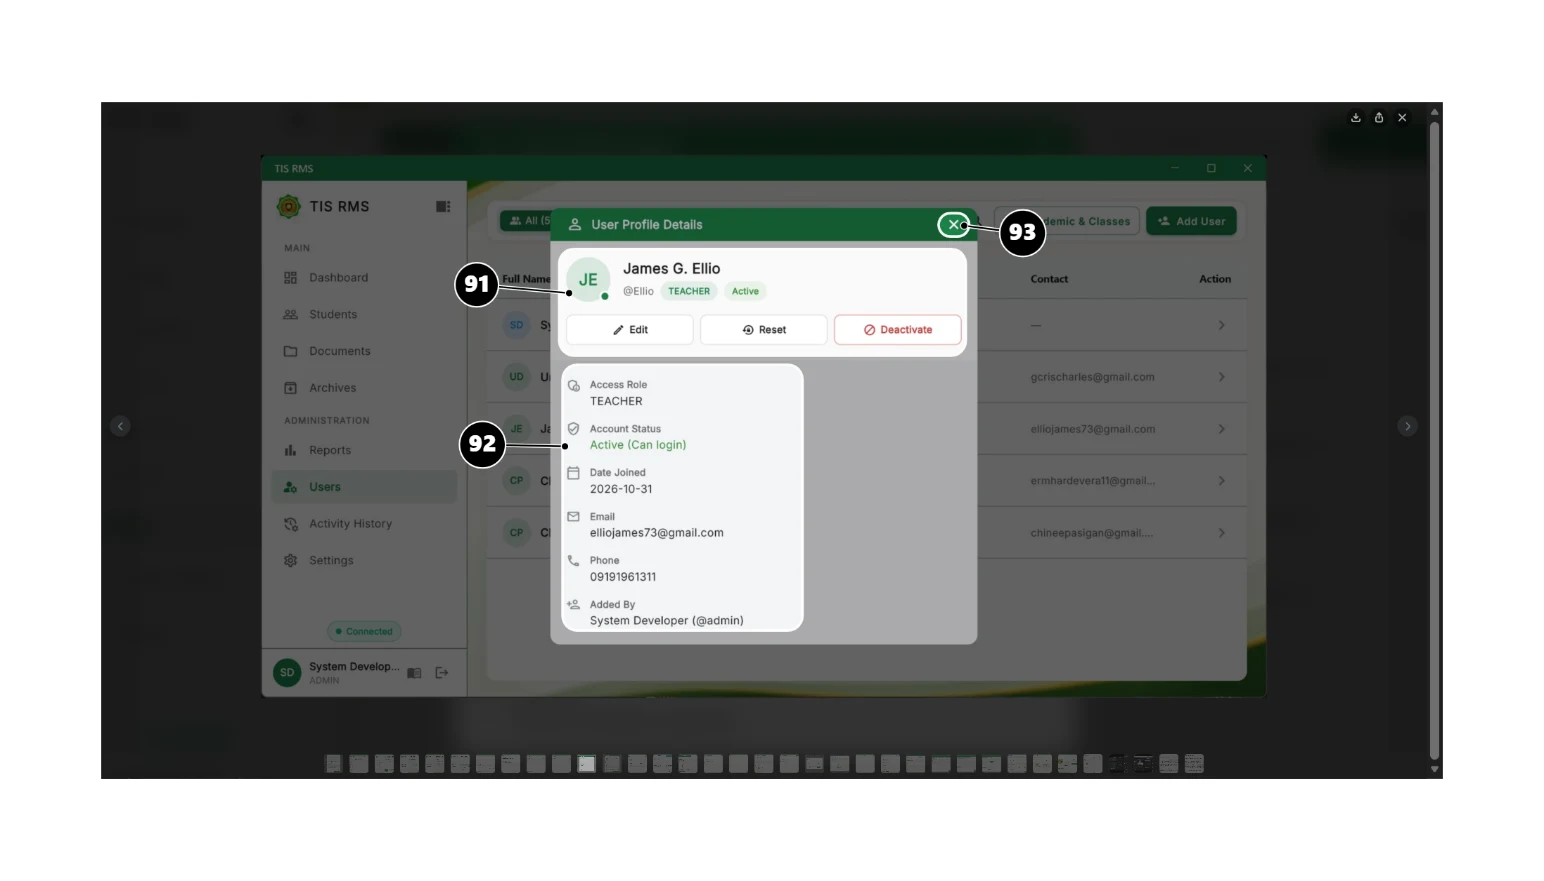 TIS RMS
TIS RMS
MAIN
Dashboard
Students
Documents
Archives
ADMINISTRATION
Reports
Users
Activity History
Settings
Connected
SD
System Develop...
ADMIN
All (5
& Classes
Add User
Full Name
Contact
Action
SD
—
UD
gcrischarles@gmail.com
JE
elliojames73@gmail.com
CP
ermhardevera11@gmail...
CP
chineepasigan@gmail....
User Profile Details
93
91
JE
James G. Ellio
@Ellio
TEACHER
Active
Edit
Reset
Deactivate
92
Access Role
TEACHER
Account Status
Active (Can login)
Date Joined
2026-10-31
Email
elliojames73@gmail.com
Phone
09191961311
Added By
System Developer (@admin)